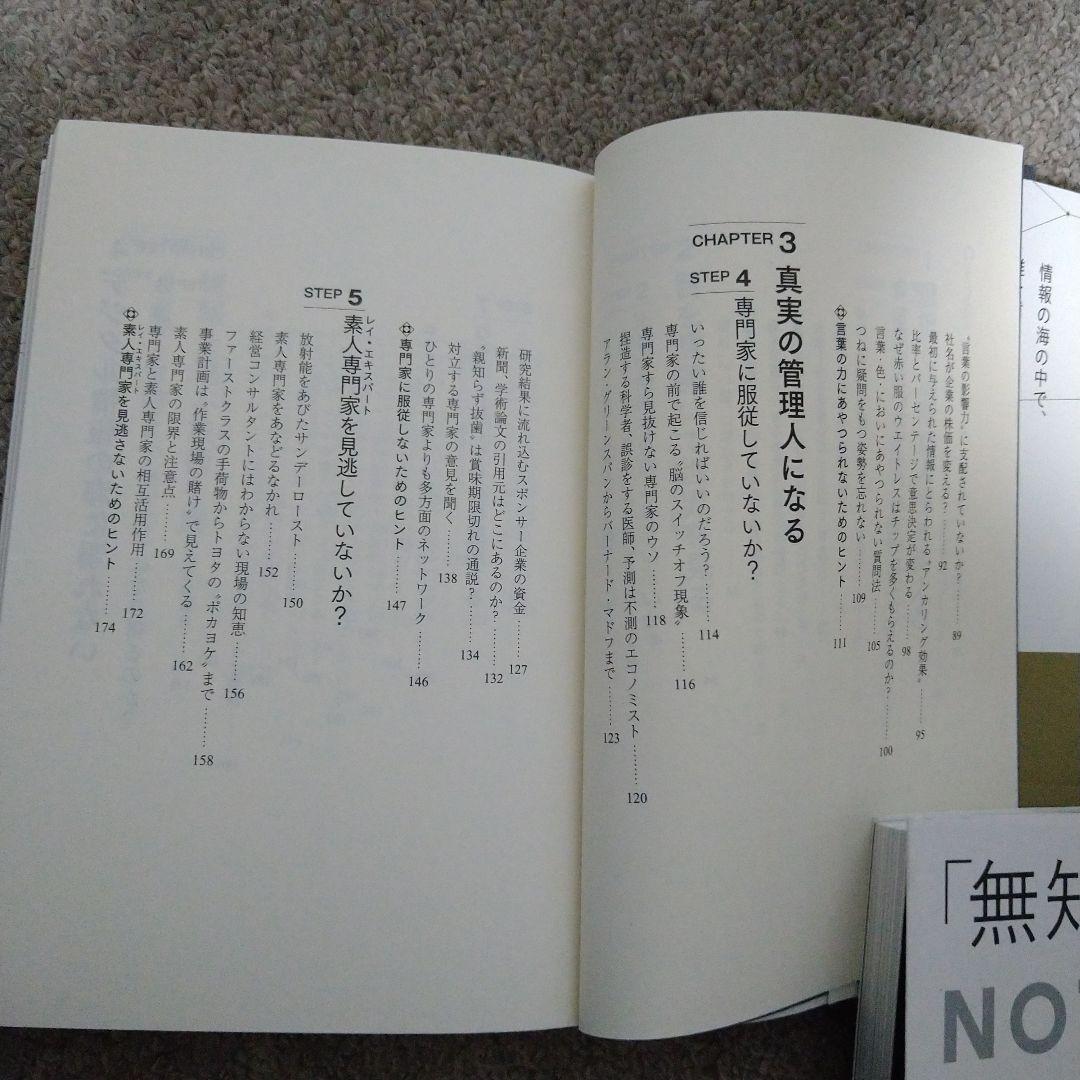 “言葉の影響力”に支配されていないか?………89
社名が企業の株価を変える?………92
最初に与えられた情報にとらわれる“アンカリング効果”………95
比率とパーセンテージで意思決定が変わる………98
なぜ赤い服のウエイトレスはチップを多くもらえるのか?………100
言葉・色・においにあやつられない質問法………105
つねに疑問をもつ姿勢を忘れない………109
言葉の力にあやつられないためのヒント………111
CHAPTER 3
真実の管理人になる
STEP 4
専門家に服従していないか?
いったい誰を信じればいいのだろう?………114
専門家の前で起こる“脳のスイッチオフ現象”………116
専門家すら見抜けない専門家のウソ………118
捏造する科学者、誤診をする医師、予測は不測のエコノミスト………120
アラン・グリーンスパンからバーナード・マドフまで………123
研究結果に流れ込むスポンサー企業の資金………127
新聞、学術論文の引用元はどこにあるのか?………132
“親知らず抜歯”は賞味期限切れの通説?………134
対立する専門家の意見を聞く………138
ひとりの専門家よりも多方面のネットワーク………146
専門家に服従しないためのヒント………147
STEP 5
レイ・エキスパート
素人専門家を見逃していないか?
放射能をあびたサンデーロースト………150
素人専門家をあなどるなかれ………152
経営コンサルタントにはわからない現場の知恵………156
ファーストクラスの手荷物からトヨタの“ポカヨケ”まで………158
事業計画は“作業現場の賭け”で見えてくる………162
素人専門家の限界と注意点………169
専門家と素人専門家の相互活用作用………172
レイ・エキスパート
素人専門家を見逃さないためのヒント………174
情報の海の中で、
「無知
NO